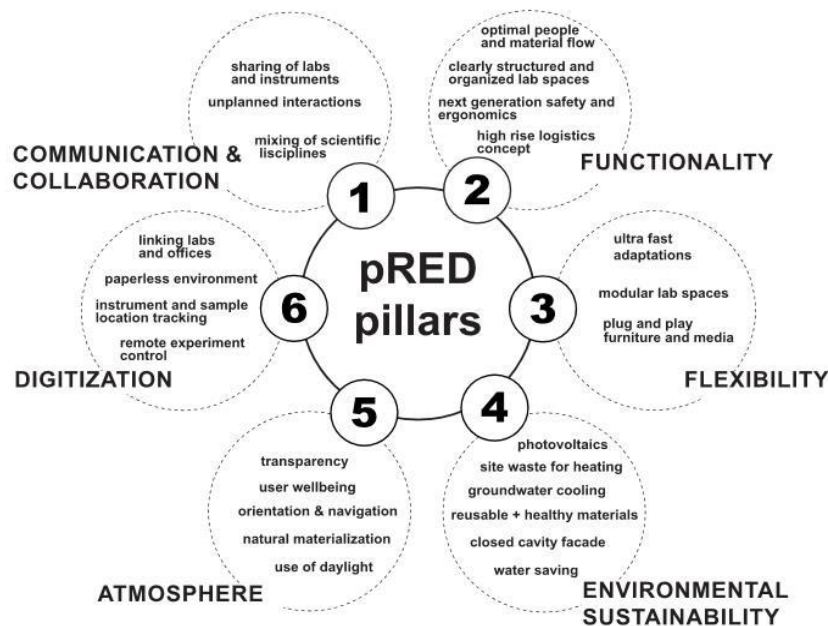 pRED
pillars
1
COMMUNICATION &
COLLABORATION
sharing of labs
and instruments
unplanned interactions
mixing of scientific
lisciplines
2
FUNCTIONALITY
optimal people
and material flow
clearly structured and
organized lab spaces
next generation safety and
ergonomics
high rise logistics
concept
3
FLEXIBILITY
ultra fast
adaptations
modular lab spaces
plug and play
furniture and media
4
ENVIRONMENTAL
SUSTAINABILITY
photovoltaics
site waste for heating
groundwater cooling
reusable + healthy materials
closed cavity facade
water saving
5
ATMOSPHERE
transparency
user wellbeing
orientation & navigation
natural materialization
use of daylight
6
DIGITIZATION
linking labs
and offices
paperless environment
instrument and sample
location tracking
remote experiment
control